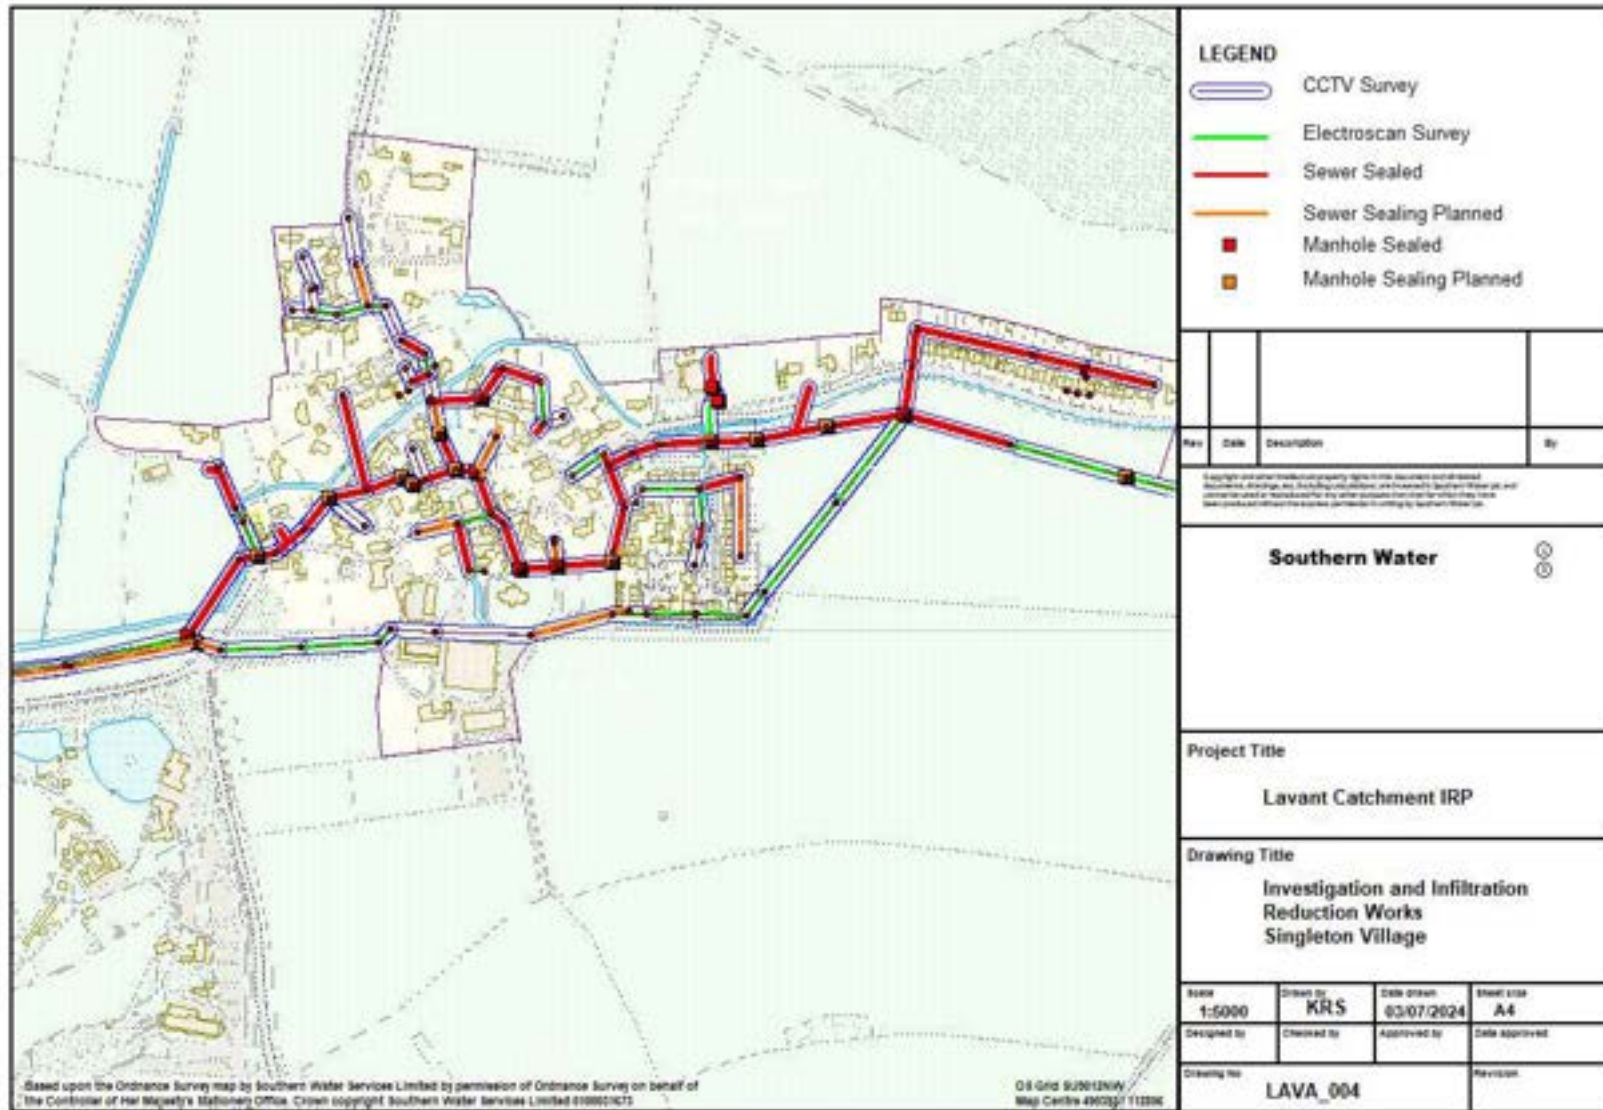 LEGEND
CCTV Survey
Electroscan Survey
Sewer Sealed
Sewer Sealing Planned
Manhole Sealed
Manhole Sealing Planned
Rev Date Description By
Southern Water
Project Title
Lavant Catchment IRP
Drawing Title
Investigation and Infiltration
Reduction Works
Singleton Village
Scale Drawn by Date drawn Sheet size
1:5000 KRS 03/07/2024 A4
Designed by Checked by Approved by Date approved
Drawing No Revision
LAVA_004
Based upon the Ordnance Survey map by Southern Water Services Limited by permission of Ordnance Survey on behalf of
the Controller of Her Majesty's Stationery Office. Crown copyright Southern Water Services Limited
OS Grid
Map Centre